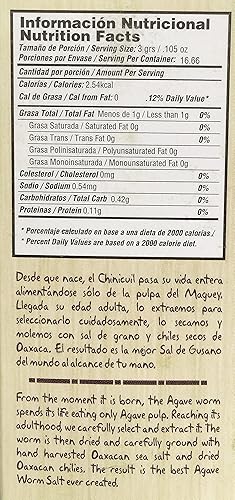 Información Nutricional
Nutrition Facts
Tamaño de Porción / Serving Size: 3 grs / .105 oz
Porciones por Envase / Serving Per Container: 16.66
Cantidad por porción / Amount Per Serving
Calorías / Calories: 2.54kcal
Cal de Grasa / Cal from Fat: 0 .12% Daily Value*
Grasa Total / Total Fat Menos de 1g / Less than 1g 0%
Grasa Saturada / Saturated Fat 0g 0%
Grasa Trans / Trans Fat 0g 0%
Grasa Polinisaturada / Polyunsaturated Fat 0g
Grasa Monoinsaturada / Monounsaturated Fat 0g
Colesterol / Cholesterol 0mg 0%
Sodio / Sodium 0.54mg 0%
Carbohidratos / Total Carb 0.42g 0%
Proteinas / Protein 0.11g 0%
* Porcentaje calculado en base a una dieta de 2000 calorías /
* Percent Daily Values are based on a 2000 calorie diet.
Desde que nace, el Chinicuil pasa su vida entera
alimentándose sólo de la pulpa del Maguey.
Llegada su edad adulta, lo extraemos para
seleccionarlo cuidadosamente, lo secamos y
molemos con sal de grano y chiles secos de
Oaxaca. El resultado es la mejor Sal de Gusano
del mundo al alcance de tu mano.
From the moment it is born, the Agave worm
spends its life eating only Agave pulp. Reaching its
adulthood, we carefully select and extract it. The
worm is then dried and carefully ground with
hand harvested Oaxacan sea salt and dried
Oaxacan chilies. The result is the best Agave
Worm Salt ever created.